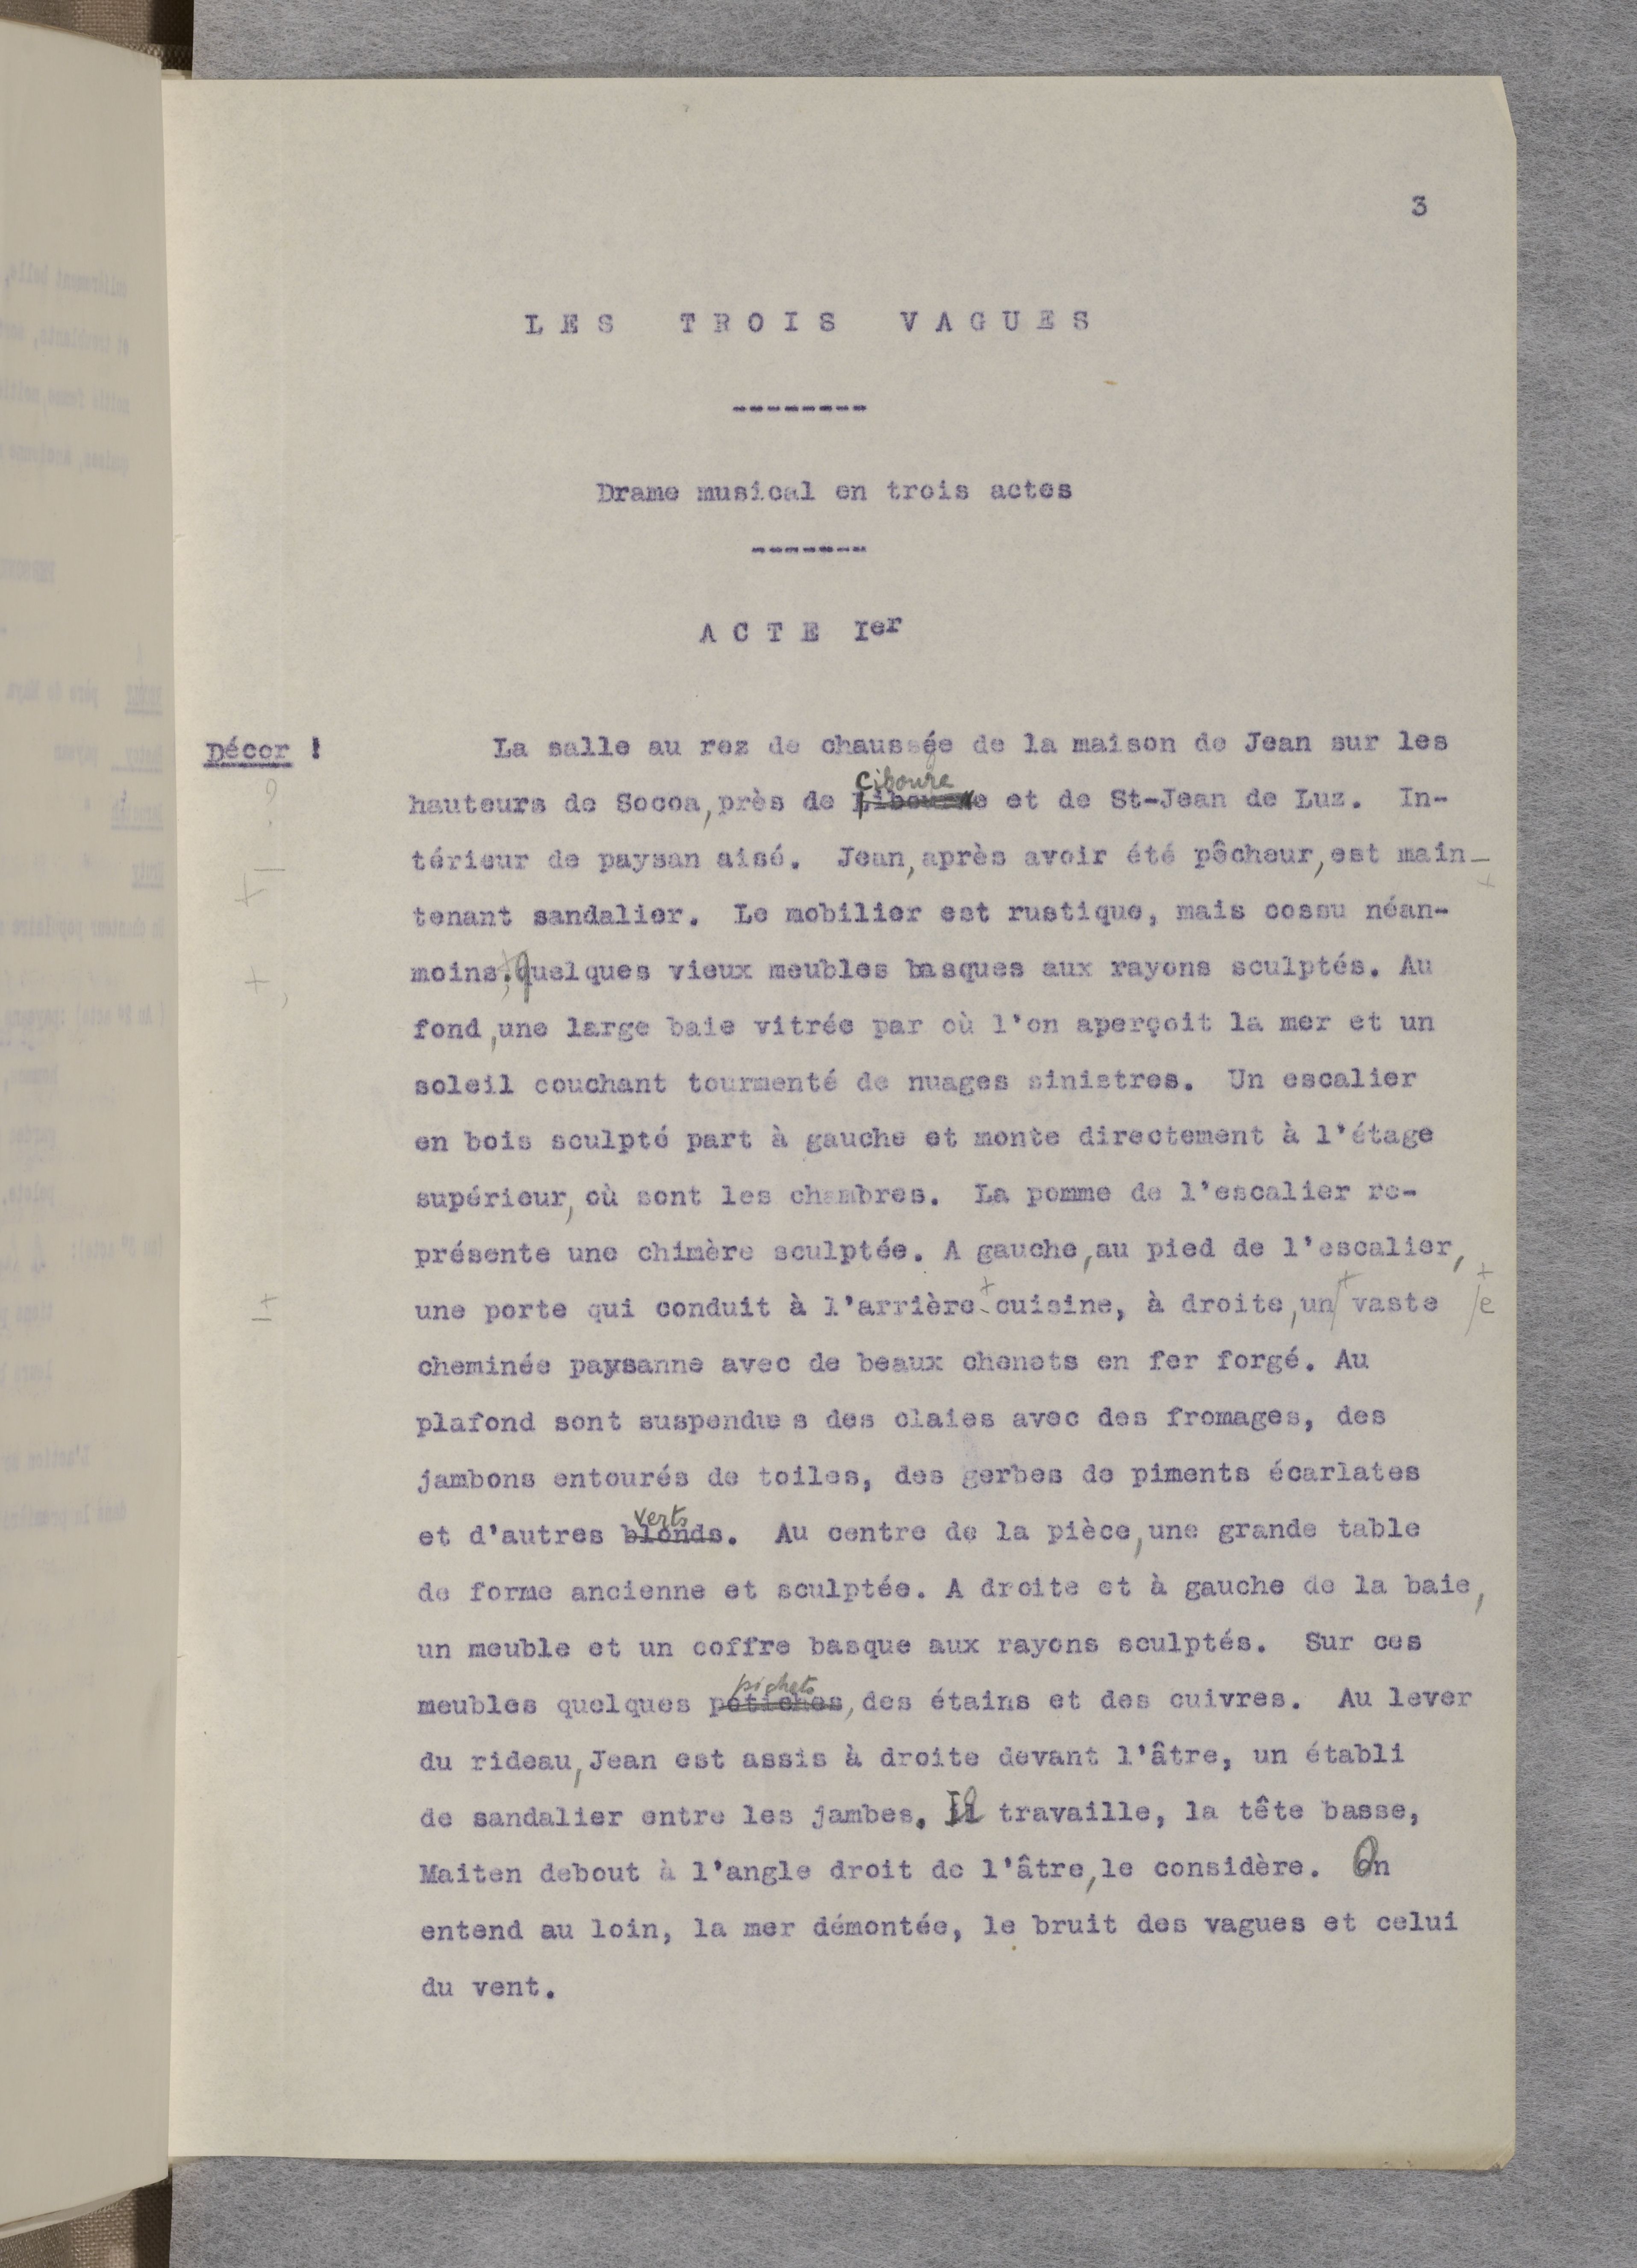 3
LES TROIS VAGUES
--------
Drame musical en trois actes
-------
ACTE Ier
Décor !
La salle au rez de chaussée de la maison de Jean sur les
Ciboure
hauteurs de Socoa, près de Libourne et de St-Jean de Luz. In-
térieur de paysan aisé. Jean, après avoir été pêcheur, est main-
tenant sandalier. Le mobilier est rustique, mais cossu néan-
moins. Quelques vieux meubles basques aux rayons sculptés. Au
fond, une large baie vitrée par où l'on aperçoit la mer et un
soleil couchant tourmenté de nuages sinistres. Un escalier
en bois sculpté part à gauche et monte directement à l'étage
supérieur, où sont les chambres. La pomme de l'escalier re-
présente une chimère sculptée. A gauche, au pied de l'escalier,
une porte qui conduit à l'arrière-cuisine, à droite, un vaste /e
cheminée paysanne avec de beaux chenets en fer forgé. Au
plafond sont suspendues des claies avec des fromages, des
jambons entourés de toiles, des gerbes de piments écarlates
verts
et d'autres blonds. Au centre de la pièce, une grande table
de forme ancienne et sculptée. A droite et à gauche de la baie,
un meuble et un coffre basque aux rayons sculptés. Sur ces
pichets
meubles quelques potiches, des étains et des cuivres. Au lever
du rideau, Jean est assis à droite devant l'âtre, un établi
de sandalier entre les jambes. Il travaille, la tête basse,
Maiten debout à l'angle droit de l'âtre, le considère. On
entend au loin, la mer démontée, le bruit des vagues et celui
du vent.